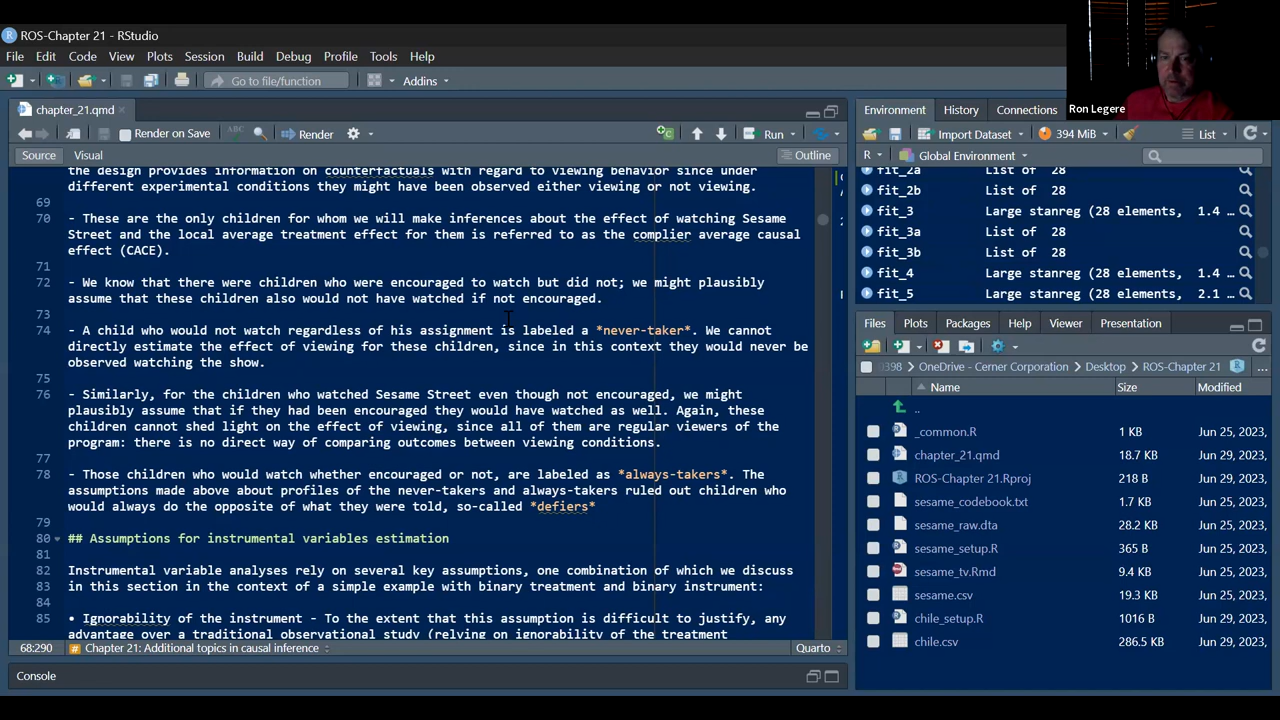 ROS-Chapter 21 - RStudio
File Edit Code View Plots Session Build Debug Profile Tools Help
Go to file/function Addins
Ron Legere
chapter_21.qmd
Render on Save Render Run
Source Visual Outline
the design provides information on counterfactuals with regard to viewing behavior since under
different experimental conditions they might have been observed either viewing or not viewing.
69
70 - These are the only children for whom we will make inferences about the effect of watching Sesame
Street and the local average treatment effect for them is referred to as the complier average causal
effect (CACE).
71
72 - We know that there were children who were encouraged to watch but did not; we might plausibly
assume that these children also would not have watched if not encouraged.
73
74 - A child who would not watch regardless of his assignment is labeled a *never-taker*. We cannot
directly estimate the effect of viewing for these children, since in this context they would never be
observed watching the show.
75
76 - Similarly, for the children who watched Sesame Street even though not encouraged, we might
plausibly assume that if they had been encouraged they would have watched as well. Again, these
children cannot shed light on the effect of viewing, since all of them are regular viewers of the
program: there is no direct way of comparing outcomes between viewing conditions.
77
78 - Those children who would watch whether encouraged or not, are labeled as *always-takers*. The
assumptions made above about profiles of the never-takers and always-takers ruled out children who
would always do the opposite of what they were told, so-called *defiers*
79
80 ## Assumptions for instrumental variables estimation
81
82 Instrumental variable analyses rely on several key assumptions, one combination of which we discuss
83 in this section in the context of a simple example with binary treatment and binary instrument:
84
85 • Ignorability of the instrument - To the extent that this assumption is difficult to justify, any
advantage over a traditional observational study (relying on ignorability of the treatment
68:290 Chapter 21: Additional topics in causal inference Quarto
Console
Environment History Connections
Import Dataset 394 MiB List
R Global Environment
fit_2a List of 28
fit_2b List of 28
fit_3 Large stanreg (28 elements, 1.4 …
fit_3a List of 28
fit_3b List of 28
fit_4 Large stanreg (28 elements, 1.4 …
fit_5 Large stanreg (28 elements, 2.1 …
Files Plots Packages Help Viewer Presentation
0398 OneDrive - Cerner Corporation Desktop ROS-Chapter 21 ...
Name Size Modified
..
_common.R 1 KB Jun 25, 2023,
chapter_21.qmd 18.7 KB Jun 29, 2023,
ROS-Chapter 21.Rproj 218 B Jun 29, 2023,
sesame_codebook.txt 1.7 KB Jun 25, 2023,
sesame_raw.dta 28.2 KB Jun 25, 2023,
sesame_setup.R 365 B Jun 25, 2023,
sesame_tv.Rmd 9.4 KB Jun 25, 2023,
sesame.csv 19.3 KB Jun 25, 2023,
chile_setup.R 1016 B Jun 29, 2023,
chile.csv 286.5 KB Jun 29, 2023,